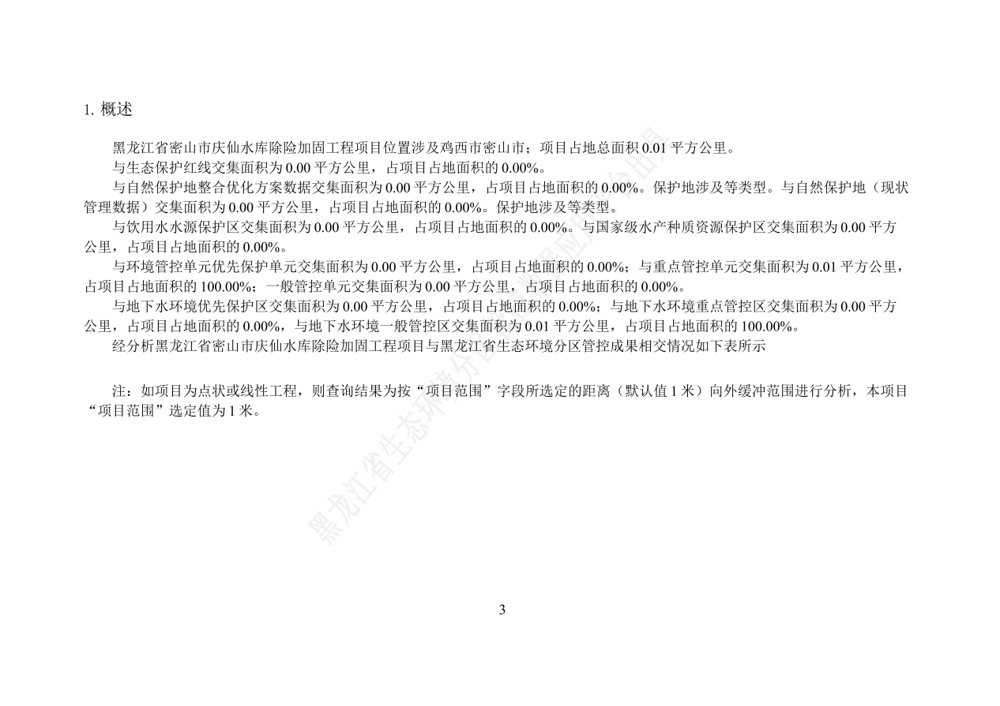 1. 概述
黑龙江省密山市庆仙水库除险加固工程项目位置涉及鸡西市密山市；项目占地总面积 0.01 平方公里。
与生态保护红线交集面积为 0.00 平方公里，占项目占地面积的 0.00%。
与自然保护地整合优化方案数据交集面积为 0.00 平方公里，占项目占地面积的 0.00%。保护地涉及等类型。与自然保护地（现状
管理数据）交集面积为 0.00 平方公里，占项目占地面积的 0.00%。保护地涉及等类型。
与饮用水水源保护区交集面积为 0.00 平方公里，占项目占地面积的 0.00%。与国家级水产种质资源保护区交集面积为 0.00 平方
公里，占项目占地面积的 0.00%。
与环境管控单元优先保护单元交集面积为 0.00 平方公里，占项目占地面积的 0.00%；与重点管控单元交集面积为 0.01 平方公里，
占项目占地面积的 100.00%；一般管控单元交集面积为 0.00 平方公里，占项目占地面积的 0.00%。
与地下水环境优先保护区交集面积为 0.00 平方公里，占项目占地面积的 0.00%；与地下水环境重点管控区交集面积为 0.00 平方
公里，占项目占地面积的 0.00%，与地下水环境一般管控区交集面积为 0.01 平方公里，占项目占地面积的 100.00%。
经分析黑龙江省密山市庆仙水库除险加固工程项目与黑龙江省生态环境分区管控成果相交情况如下表所示
注：如项目为点状或线性工程，则查询结果为按“项目范围”字段所选定的距离（默认值 1 米）向外缓冲范围进行分析，本项目
“项目范围”选定值为 1 米。
黑龙江省生态环境分区管控数据应用平台出具
3